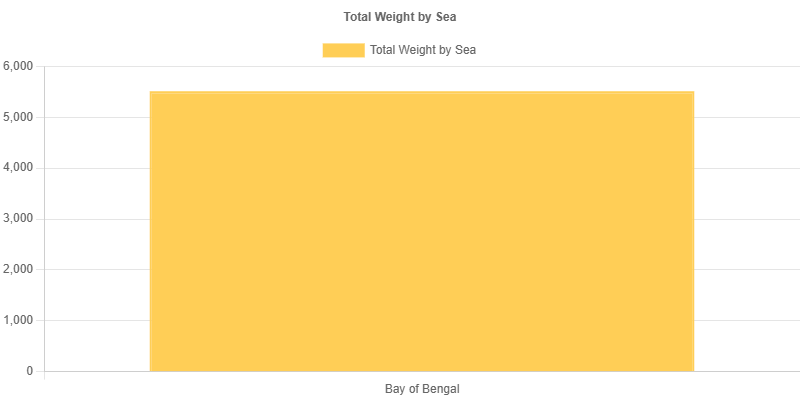 Total Weight by Sea
Total Weight by Sea
6,000
5,000
4,000
3,000
2,000
1,000
0
Bay of Bengal